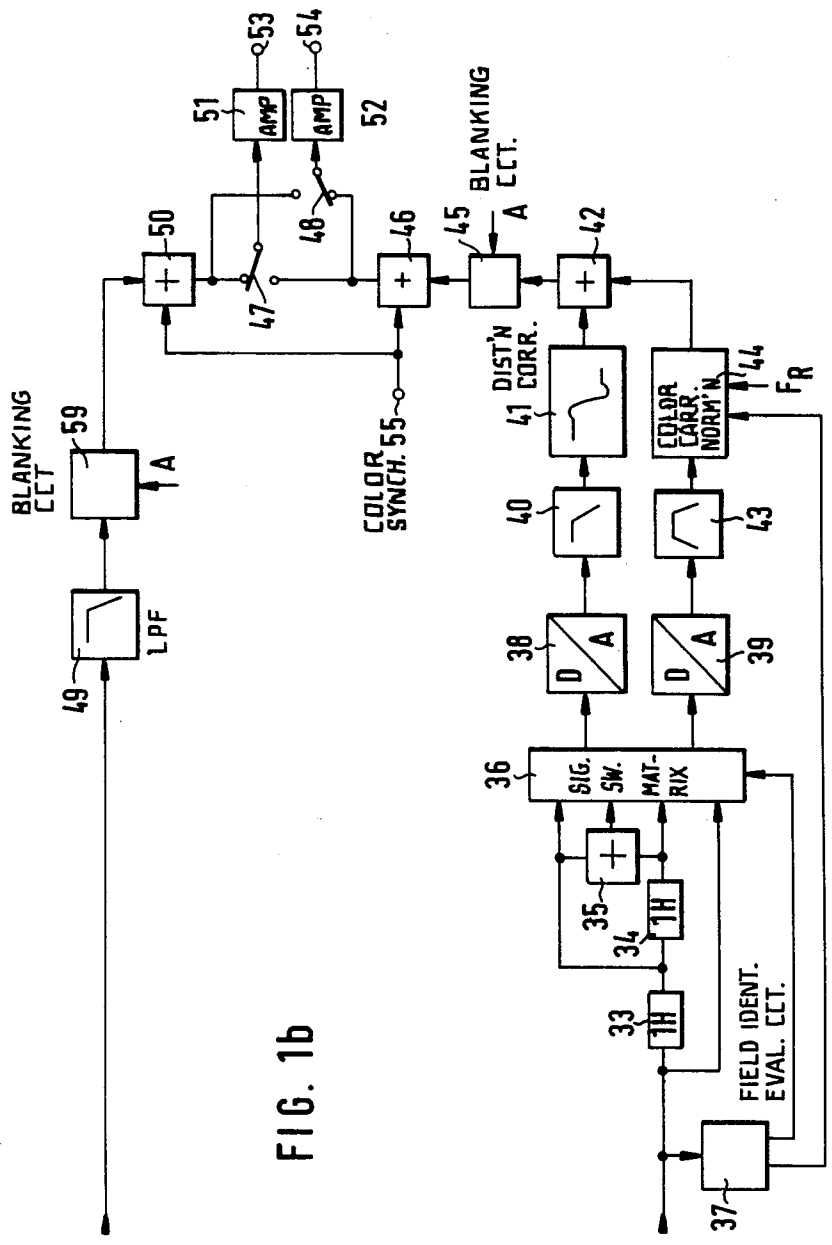 FIG. 1b
49
LPF
BLANKING
CCT
59
A
50
+
47
48
51
AMP
53
AMP
52
54
COLOR
SYNCH.
55
46
+
45
BLANKING
CCT.
A
42
+
DIST'N
CORR.
41
40
38
D
A
COLOR
CARR.
NORM'N.
44
FR
43
D
A
39
36
SIG.
SW.
MAT-
RIX
35
+
34
1H
33
1H
FIELD IDENT.
EVAL. CCT.
37